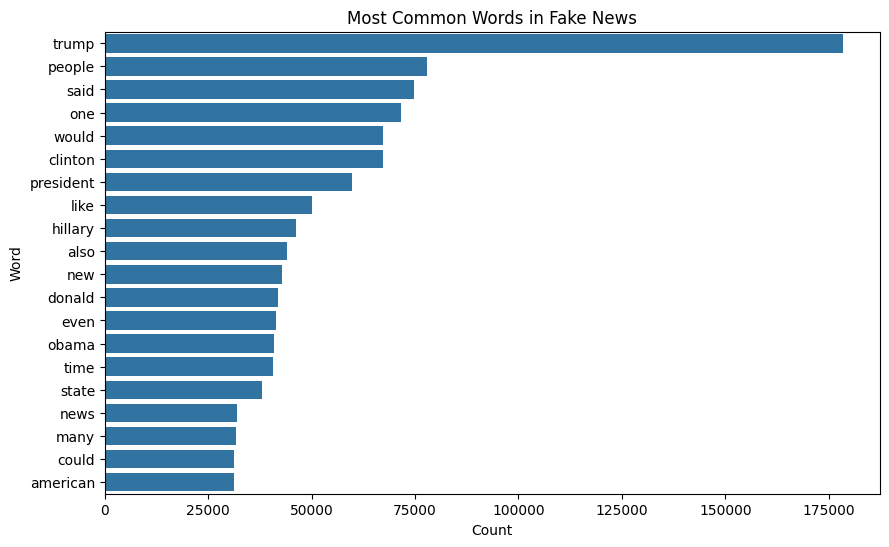 Most Common Words in Fake News
trump
people
said
one
would
clinton
president
like
hillary
also
new
donald
even
obama
time
state
news
many
could
american
Word
0 25000 50000 75000 100000 125000 150000 175000
Count